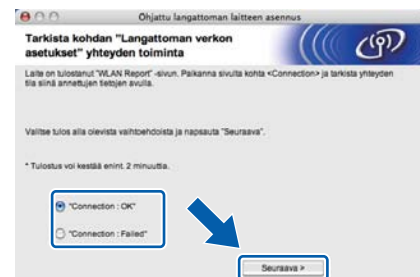 Ohjattu langattoman laitteen asennus
Tarkista kohdan "Langattoman verkon
asetukset" yhteyden toiminta
Laite on tulostanut "WLAN Report" -sivun. Paikanna sivulta kohta <Connection> ja tarkista yhteyden
tila siinä annettujen tietojen avulla.
Valitse tulos alla olevista vaihtoehdoista ja napsauta "Seuraava".
* Tulostus voi kestää enint. 2 minuuttia.
"Connection : OK"
"Connection : Failed"
Seuraava >